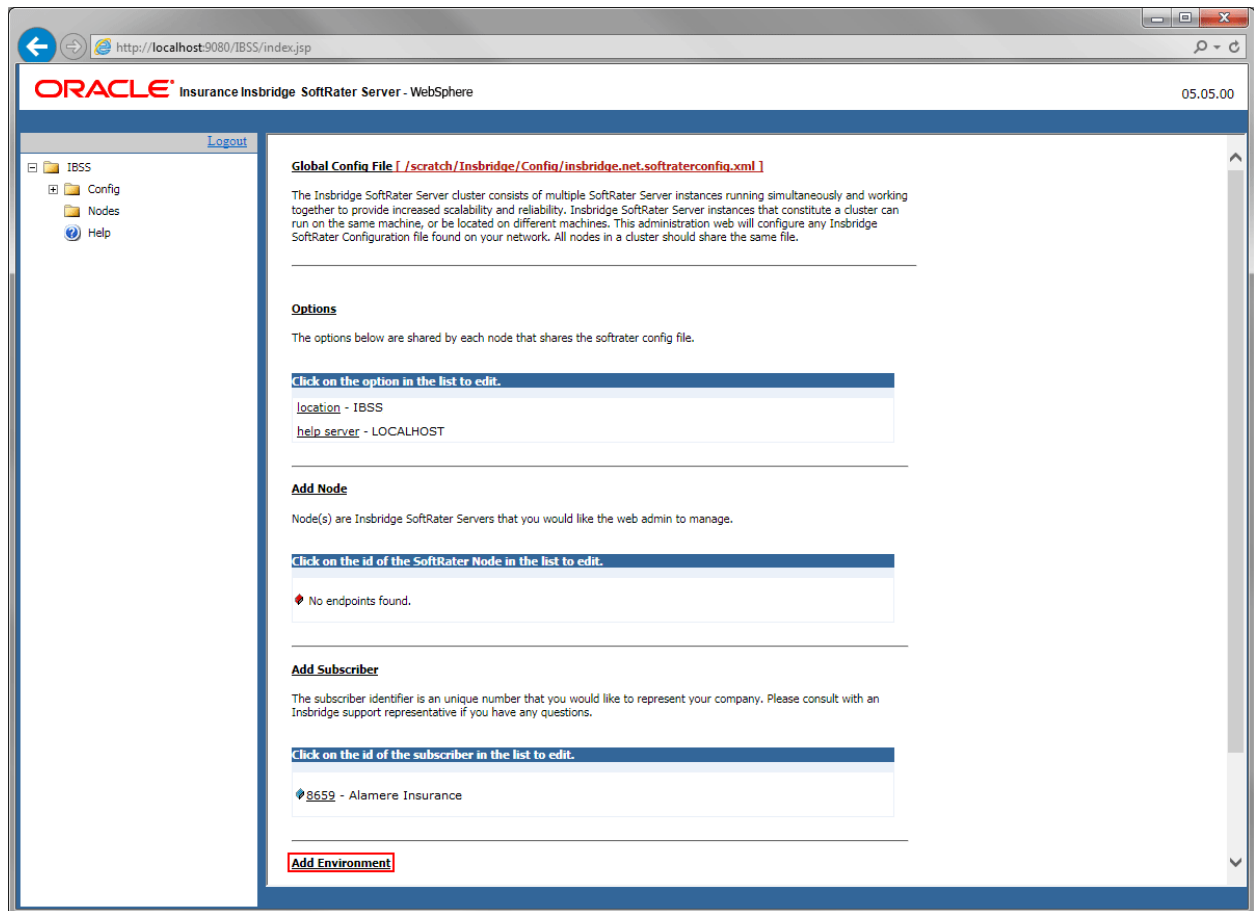 http://localhost:9080/IBSS/index.jsp
ORACLE Insurance Insbridge SoftRater Server - WebSphere
05.05.00
Logout
IBSS
Config
Nodes
Help
Global Config File [ /scratch/Insbridge/Config/insbridge.net.softraterconfig.xml ]
The Insbridge SoftRater Server cluster consists of multiple SoftRater Server instances running simultaneously and working
together to provide increased scalability and reliability. Insbridge SoftRater Server instances that constitute a cluster can
run on the same machine, or be located on different machines. This administration web will configure any Insbridge
SoftRater Configuration file found on your network. All nodes in a cluster should share the same file.
Options
The options below are shared by each node that shares the softrater config file.
Click on the option in the list to edit.
location - IBSS
help server - LOCALHOST
Add Node
Node(s) are Insbridge SoftRater Servers that you would like the web admin to manage.
Click on the id of the SoftRater Node in the list to edit.
No endpoints found.
Add Subscriber
The subscriber identifier is an unique number that you would like to represent your company. Please consult with an
Insbridge support representative if you have any questions.
Click on the id of the subscriber in the list to edit.
8659 - Alamere Insurance
Add Environment